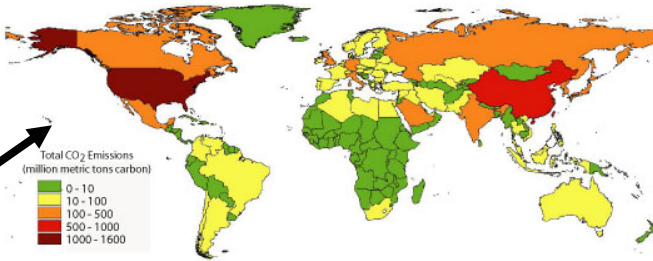 Total CO₂ Emissions
(million metric tons carbon)
0 - 10
10 - 100
100 - 500
500 - 1000
1000 - 1600